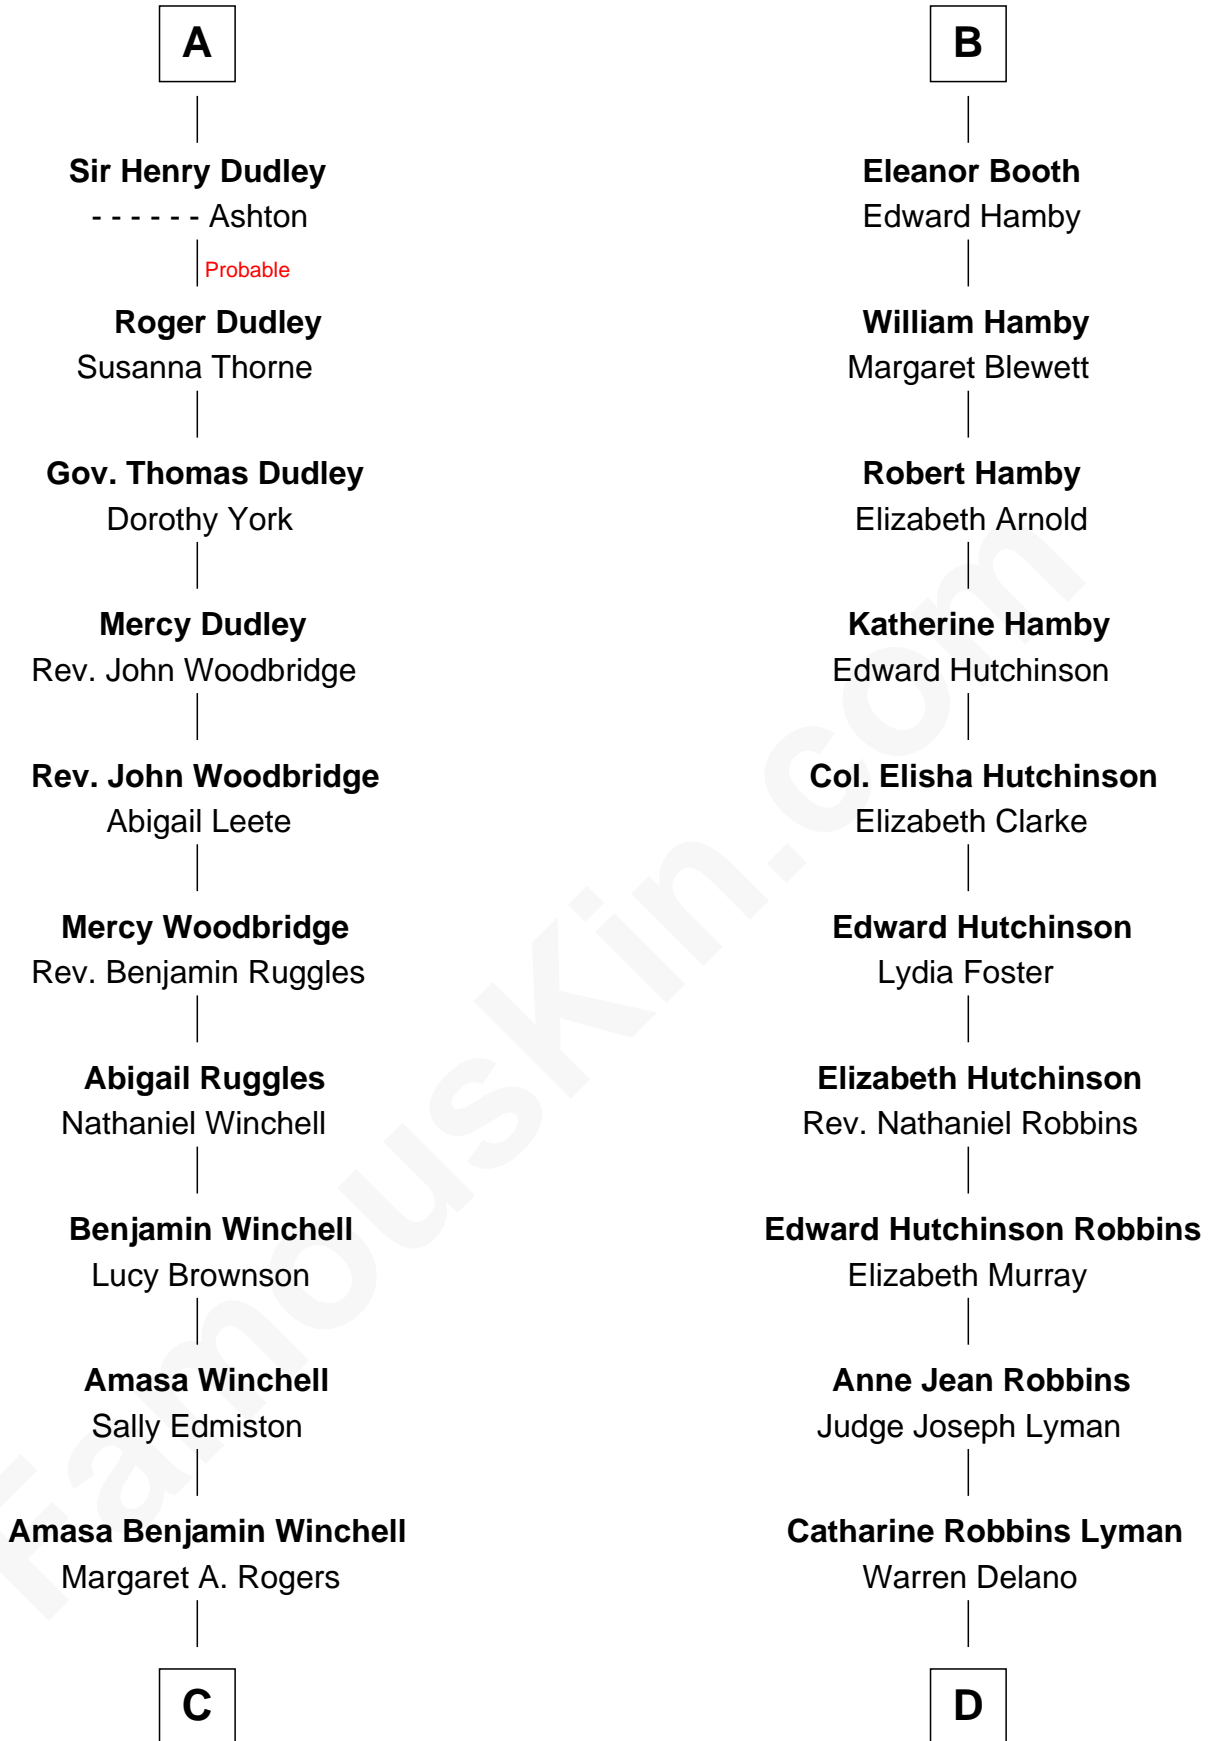 A
Sir Henry Dudley
- - - - - - Ashton
Probable
Roger Dudley
Susanna Thorne
Gov. Thomas Dudley
Dorothy York
Mercy Dudley
Rev. John Woodbridge
Rev. John Woodbridge
Abigail Leete
Mercy Woodbridge
Rev. Benjamin Ruggles
Abigail Ruggles
Nathaniel Winchell
Benjamin Winchell
Lucy Brownson
Amasa Winchell
Sally Edmiston
Amasa Benjamin Winchell
Margaret A. Rogers
C
B
Eleanor Booth
Edward Hamby
William Hamby
Margaret Blewett
Robert Hamby
Elizabeth Arnold
Katherine Hamby
Edward Hutchinson
Col. Elisha Hutchinson
Elizabeth Clarke
Edward Hutchinson
Lydia Foster
Elizabeth Hutchinson
Rev. Nathaniel Robbins
Edward Hutchinson Robbins
Elizabeth Murray
Anne Jean Robbins
Judge Joseph Lyman
Catharine Robbins Lyman
Warren Delano
D
FamousKin.com